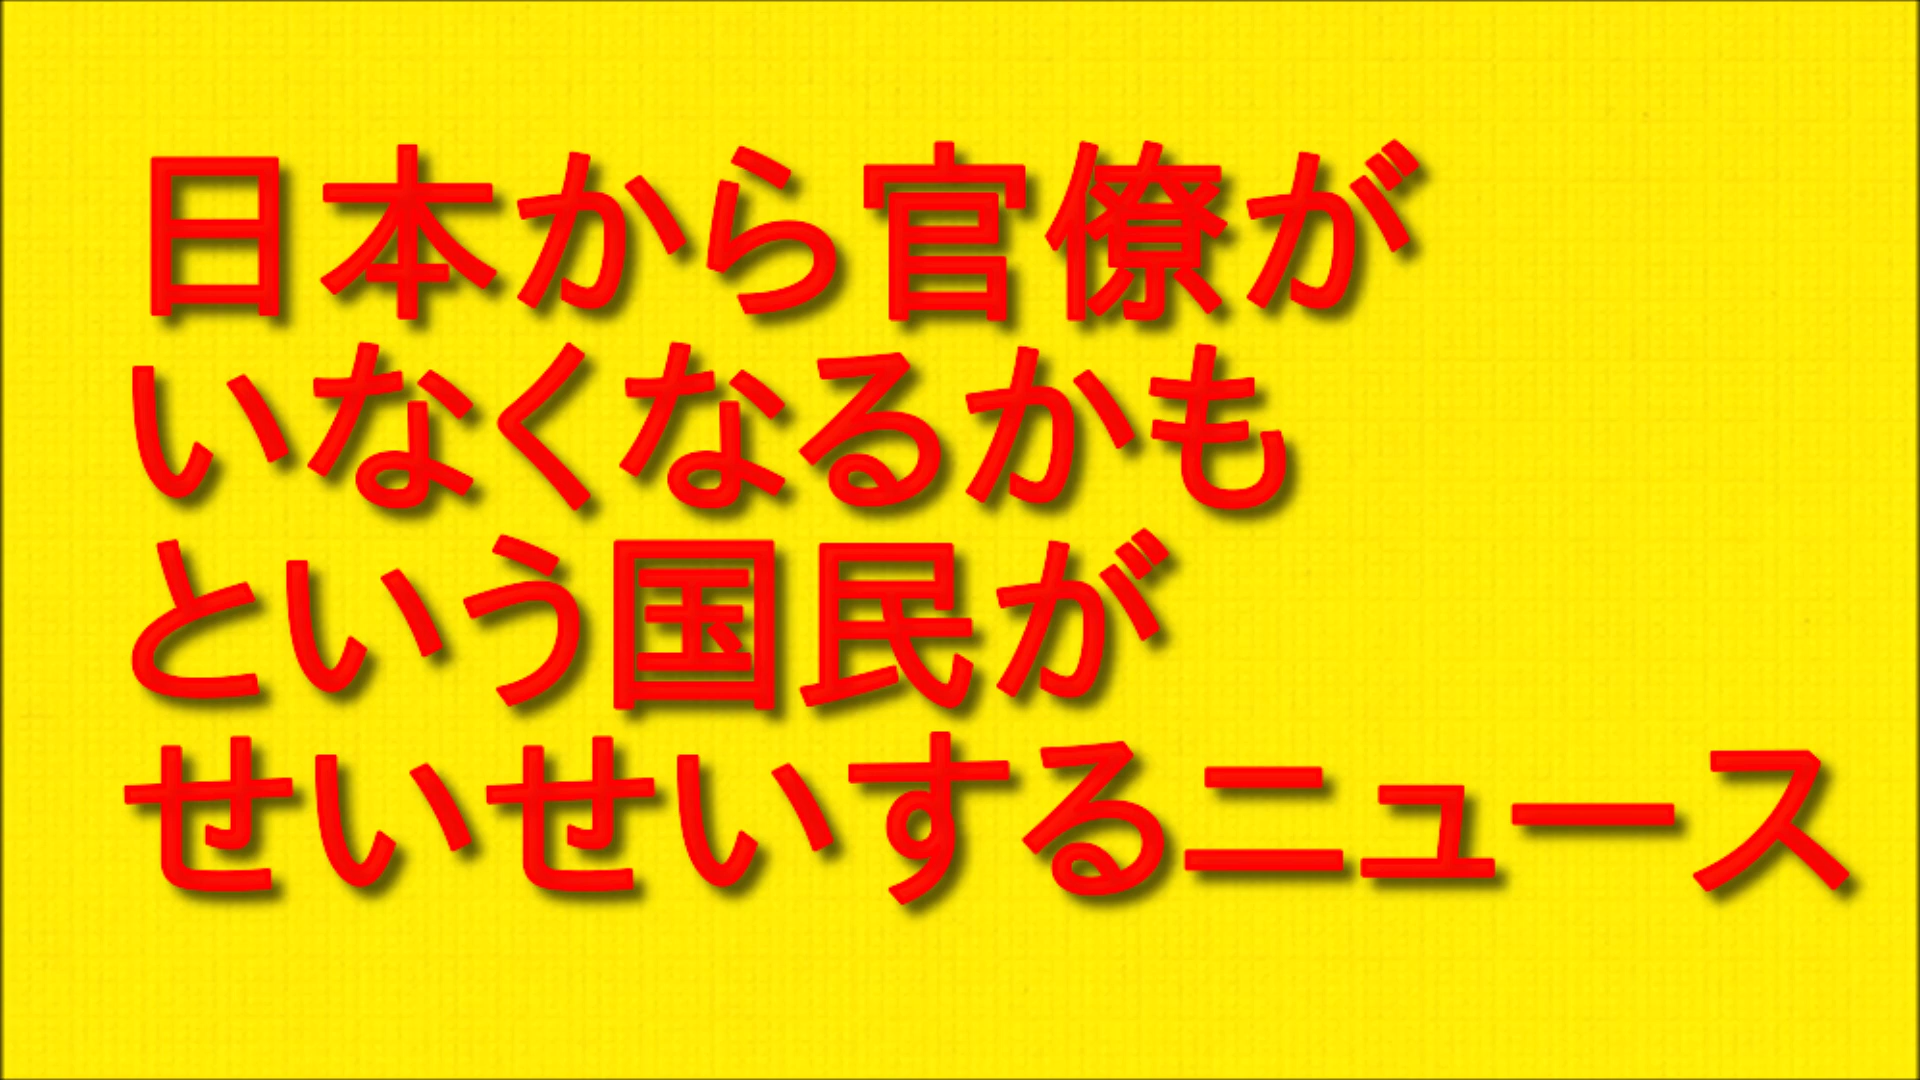 日本から官僚が
いなくなるかも
という国民が
せいせいするニュース